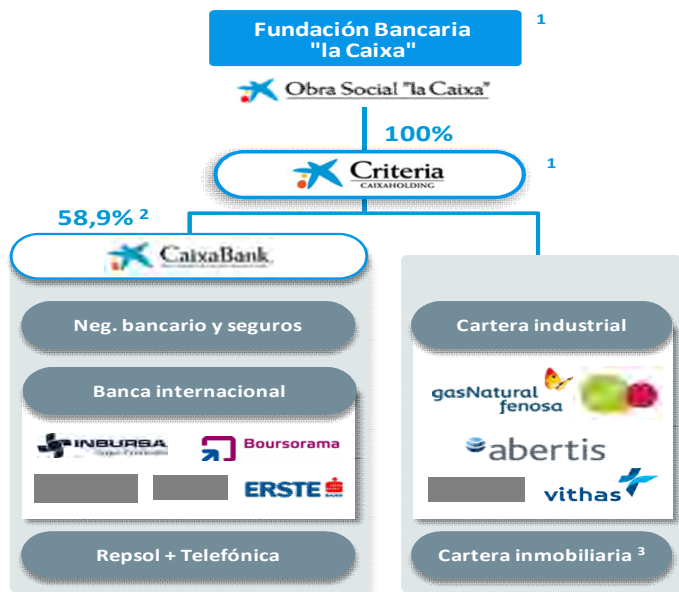 Fundación Bancaria
"la Caixa"
1
Obra Social "la Caixa"
100%
Criteria
CAIXAHOLDING
1
58,9% 2
CaixaBank
Neg. bancario y seguros
Banca internacional
INBURSA
Boursorama
ERSTE
Repsol + Telefónica
Cartera industrial
gasNatural
fenosa
abertis
vithas
Cartera inmobiliaria 3